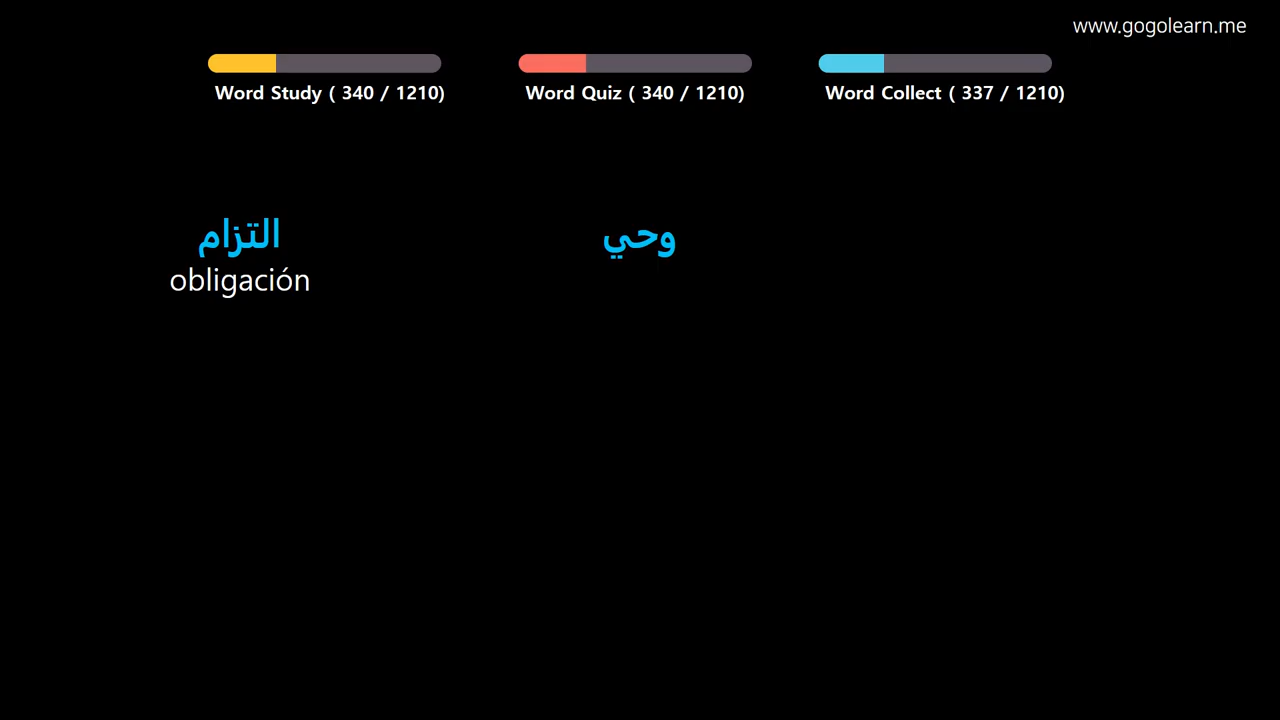 www.gogolearn.me
Word Study ( 340 / 1210)
Word Quiz ( 340 / 1210)
Word Collect ( 337 / 1210)
التزام
obligación
وحي